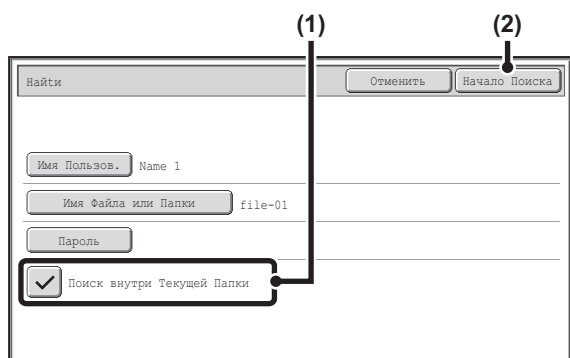 (1) (2)
Найти Отменить Начало Поиска
Имя Пользов. Name 1
Имя Файла или Папки file-01
Пароль
Поиск внутри Текущей Папки